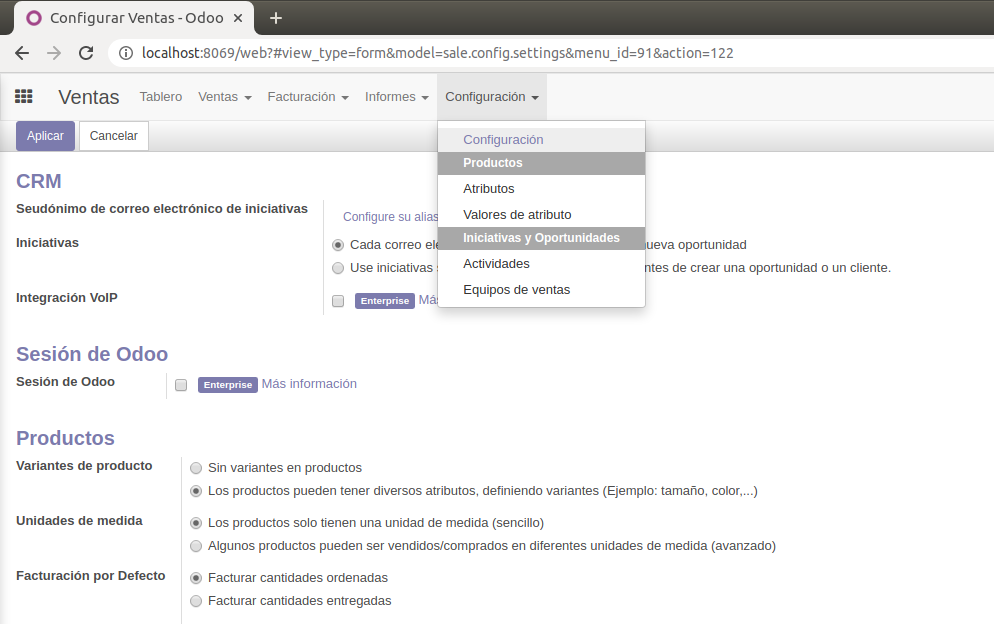 Configurar Ventas - Odoo
localhost:8069/web?#view_type=form&model=sale.config.settings&menu_id=91&action=122
Ventas Tablero Ventas Facturación Informes Configuración
Aplicar Cancelar
Configuración
Productos
Atributos
Valores de atributo
Iniciativas y Oportunidades
Actividades
Equipos de ventas
CRM
Seudónimo de correo electrónico de iniciativas
Configure su alias
Iniciativas
Cada correo nueva oportunidad
Use iniciativas de crear una oportunidad o un cliente.
Integración VoIP
Enterprise
Sesión de Odoo
Sesión de Odoo
Enterprise Más información
Productos
Variantes de producto
Sin variantes en productos
Los productos pueden tener diversos atributos, definiendo variantes (Ejemplo: tamaño, color,...)
Unidades de medida
Los productos solo tienen una unidad de medida (sencillo)
Algunos productos pueden ser vendidos/comprados en diferentes unidades de medida (avanzado)
Facturación por Defecto
Facturar cantidades ordenadas
Facturar cantidades entregadas